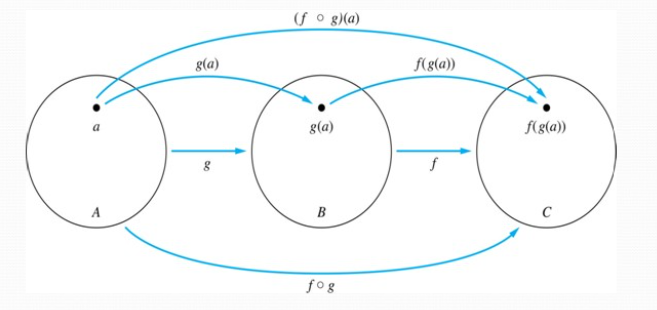 (f ∘ g)(a)
g(a)
f(g(a))
a
g(a)
f(g(a))
g
f
A
B
C
f ∘ g